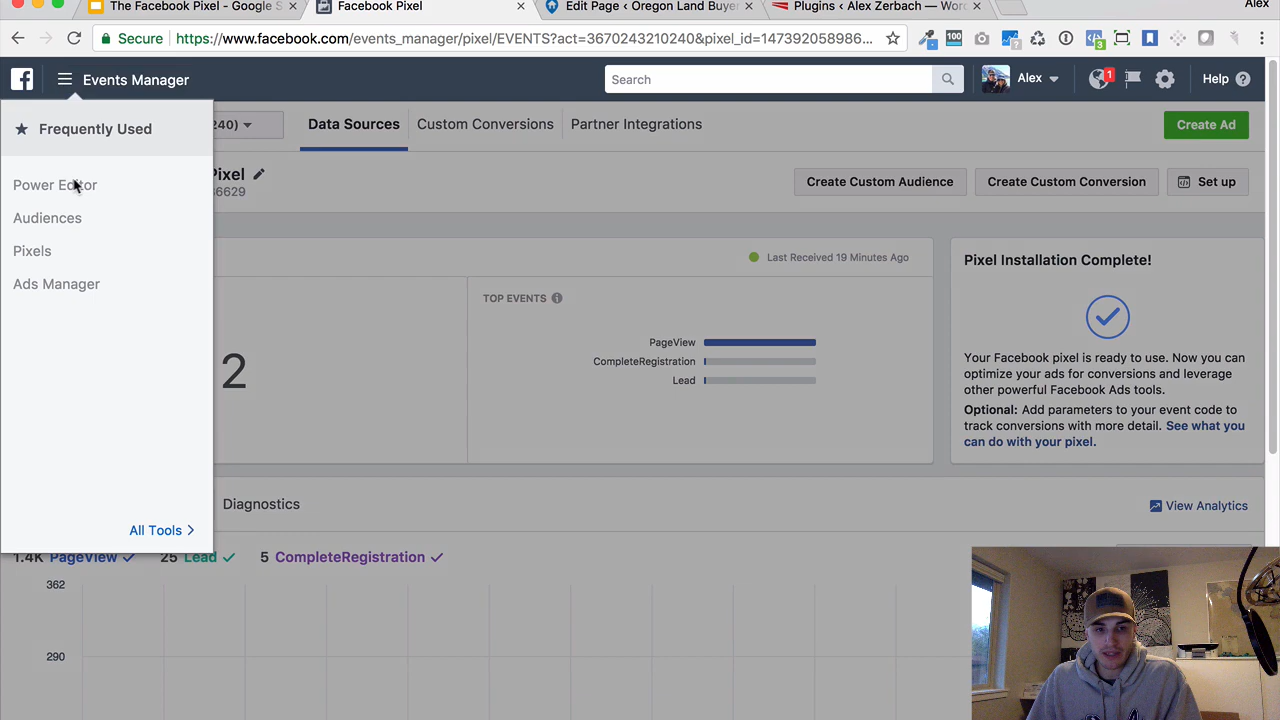 The Facebook Pixel - Google S
Facebook Pixel
Edit Page ‹ Oregon Land Buyer
Plugins ‹ Alex Zerbach — Word
Alex
Secure
https://www.facebook.com/events_manager/pixel/EVENTS?act=3670243210240&pixel_id=147392058986...
100
?
3
Events Manager
Search
Alex
1
Help
Frequently Used
240)
Data Sources
Custom Conversions
Partner Integrations
Create Ad
Power Editor
Audiences
Pixels
Ads Manager
All Tools
Pixel
6629
Create Custom Audience
Create Custom Conversion
Set up
Last Received 19 Minutes Ago
2
TOP EVENTS
PageView
CompleteRegistration
Lead
Pixel Installation Complete!
Your Facebook pixel is ready to use. Now you can
optimize your ads for conversions and leverage
other powerful Facebook Ads tools.
Optional: Add parameters to your event code to
track conversions with more detail. See what you
can do with your pixel.
Diagnostics
View Analytics
1.4K PageView
25 Lead
5 CompleteRegistration
362
290